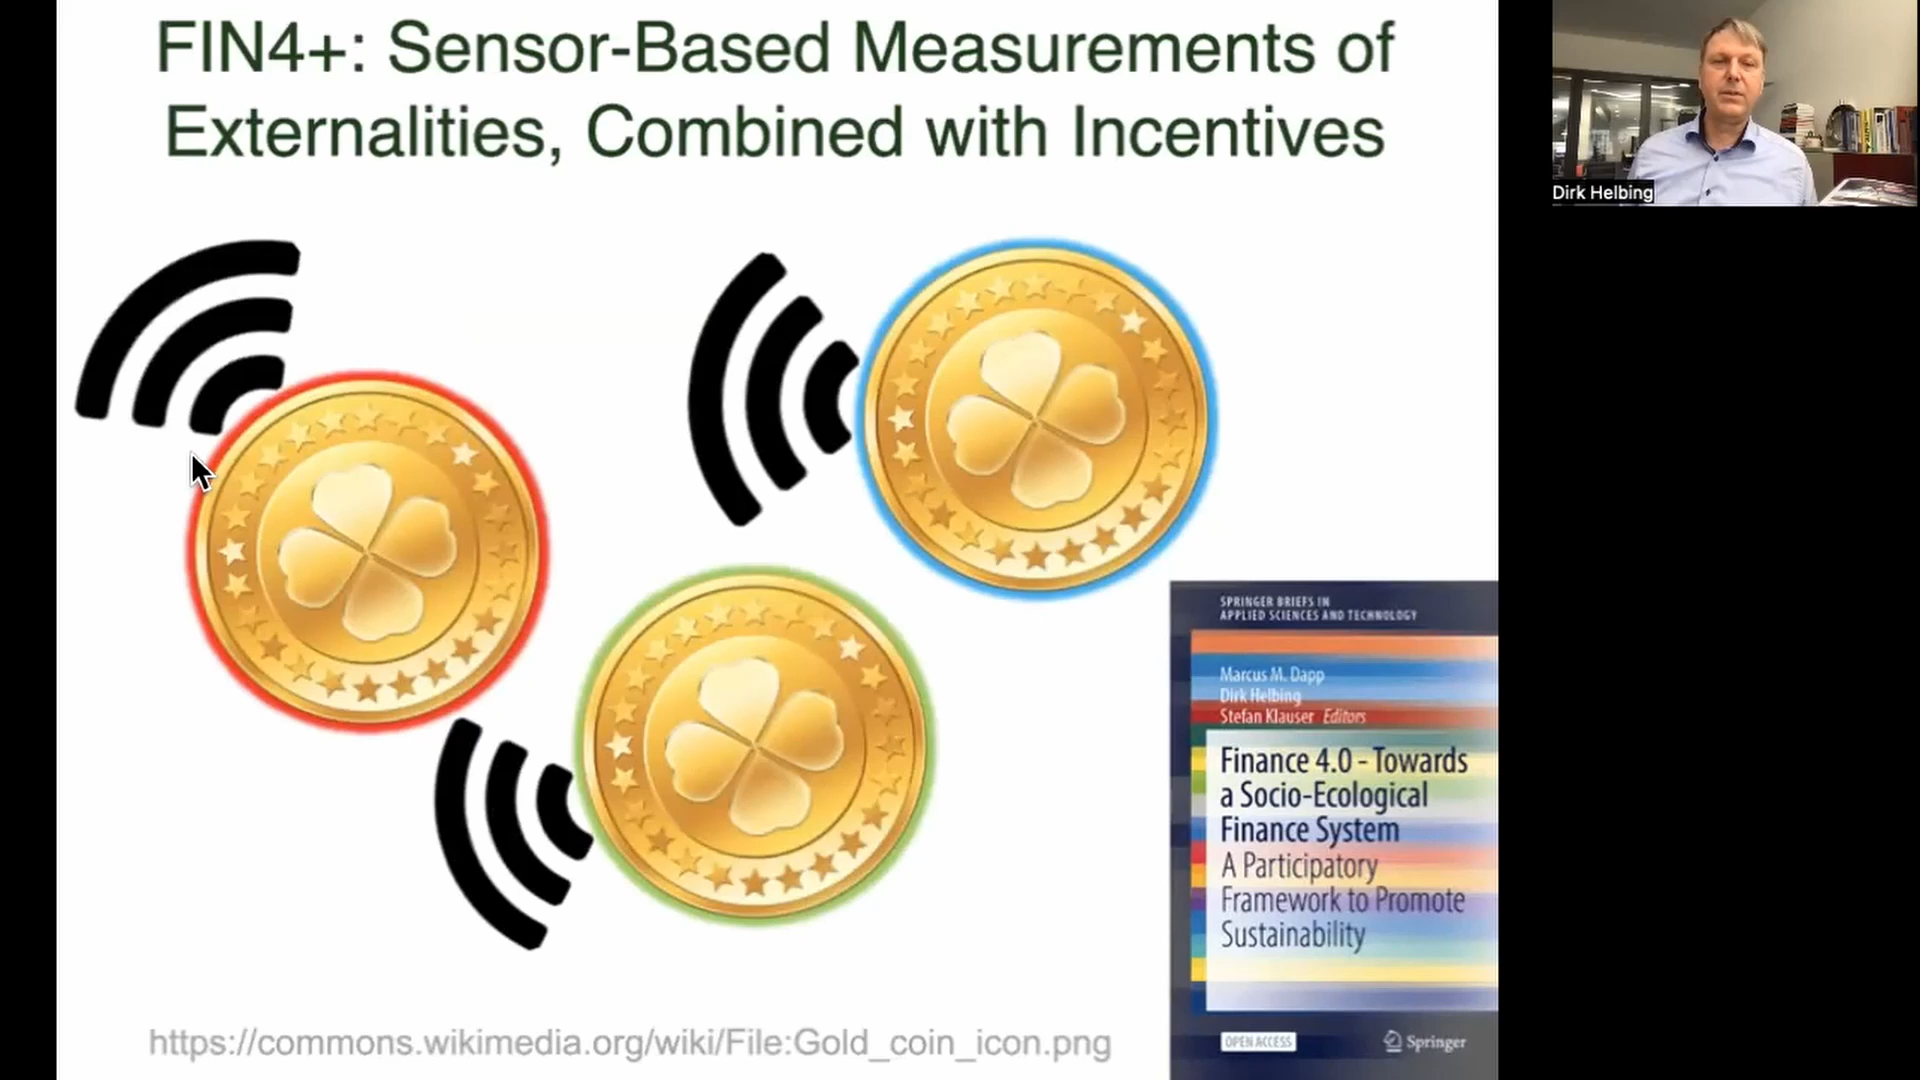 FIN4+: Sensor-Based Measurements of
Externalities, Combined with Incentives
Dirk Helbing
SPRINGER BRIEFS IN
APPLIED SCIENCES AND TECHNOLOGY
Marcus M. Dapp
Dirk Helbing
Stefan Klauser Editors
Finance 4.0 - Towards
a Socio-Ecological
Finance System
A Participatory
Framework to Promote
Sustainability
OPEN ACCESS
Springer
https://commons.wikimedia.org/wiki/File:Gold_coin_icon.png